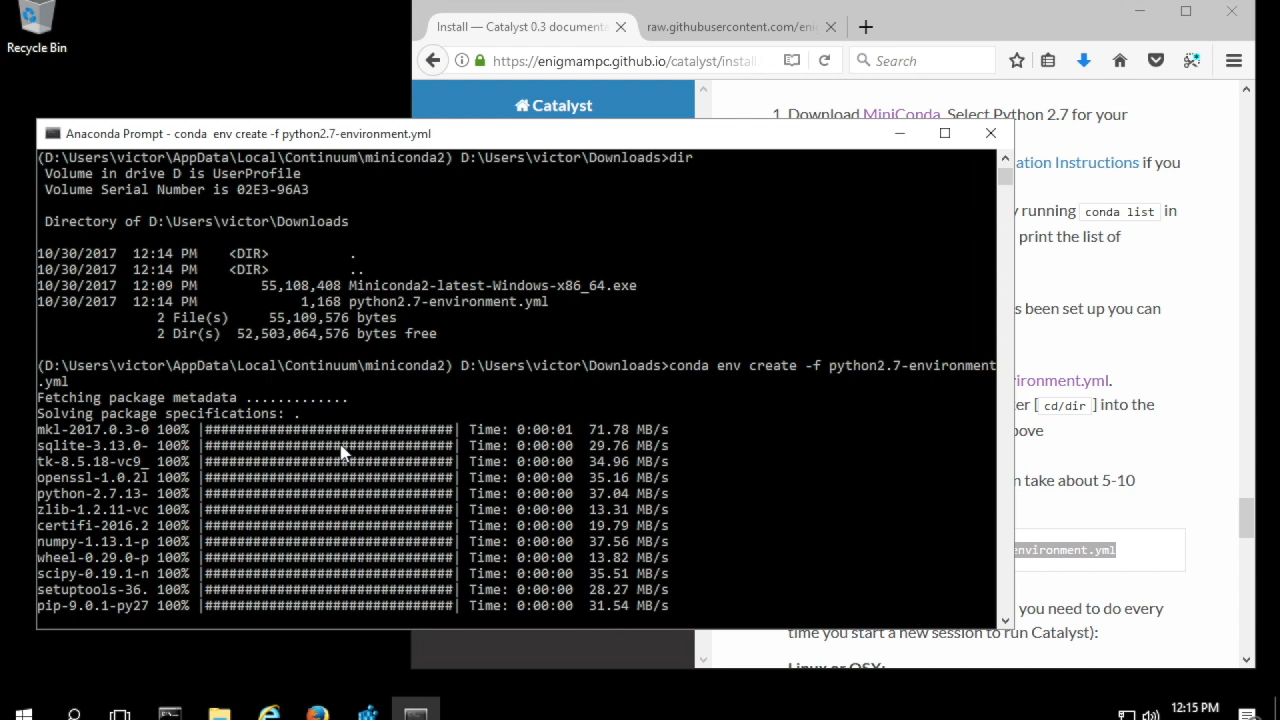 Recycle Bin
Install — Catalyst 0.3 documenta
raw.githubusercontent.com/eni
https://enigmampc.github.io/catalyst/install
Search
Catalyst
1. Download MiniConda. Select Python 2.7 for your
ation Instructions if you
running conda list in
print the list of
s been set up you can
ironment.yml.
er [ cd/dir ] into the
ove
n take about 5-10
environment.yml
you need to do every
time you start a new session to run Catalyst):
Linux or OSX:
Anaconda Prompt - conda env create -f python2.7-environment.yml
(D:\Users\victor\AppData\Local\Continuum\miniconda2) D:\Users\victor\Downloads>dir
Volume in drive D is UserProfile
Volume Serial Number is 02E3-96A3
Directory of D:\Users\victor\Downloads
10/30/2017 12:14 PM <DIR> .
10/30/2017 12:14 PM <DIR> ..
10/30/2017 12:09 PM 55,108,408 Miniconda2-latest-Windows-x86_64.exe
10/30/2017 12:14 PM 1,168 python2.7-environment.yml
2 File(s) 55,109,576 bytes
2 Dir(s) 52,503,064,576 bytes free
(D:\Users\victor\AppData\Local\Continuum\miniconda2) D:\Users\victor\Downloads>conda env create -f python2.7-environment
.yml
Fetching package metadata .............
Solving package specifications: .
mkl-2017.0.3-0 100% |###############################| Time: 0:00:01 71.78 MB/s
sqlite-3.13.0- 100% |###############################| Time: 0:00:00 29.76 MB/s
tk-8.5.18-vc9_ 100% |###############################| Time: 0:00:00 34.96 MB/s
openssl-1.0.2l 100% |###############################| Time: 0:00:00 35.16 MB/s
python-2.7.13- 100% |###############################| Time: 0:00:00 37.04 MB/s
zlib-1.2.11-vc 100% |###############################| Time: 0:00:00 13.31 MB/s
certifi-2016.2 100% |###############################| Time: 0:00:00 19.79 MB/s
numpy-1.13.1-p 100% |###############################| Time: 0:00:00 37.56 MB/s
wheel-0.29.0-p 100% |###############################| Time: 0:00:00 13.82 MB/s
scipy-0.19.1-n 100% |###############################| Time: 0:00:00 35.51 MB/s
setuptools-36. 100% |###############################| Time: 0:00:00 28.27 MB/s
pip-9.0.1-py27 100% |###############################| Time: 0:00:00 31.54 MB/s
12:15 PM